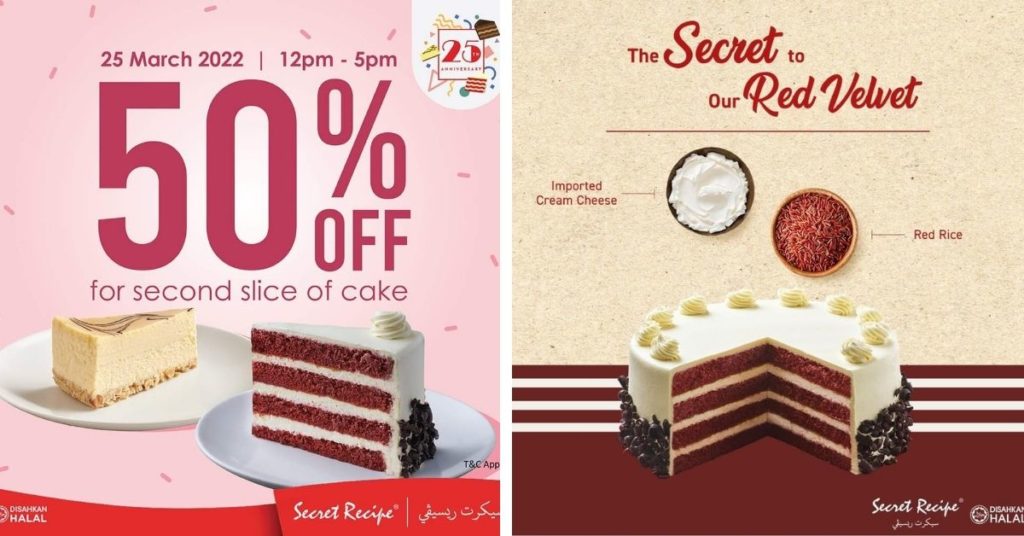 25 March 2022 | 12pm - 5pm
25TH
ANNIVERSARY
50%
OFF
for second slice of cake
T&C App
DISAHKAN
HALAL
Secret Recipe® | سيكرت ريسيڤي
The Secret to
Our Red Velvet
Imported
Cream Cheese
Red Rice
Secret Recipe®
سيكرت ريسيڤي
DISAHKAN
HALAL